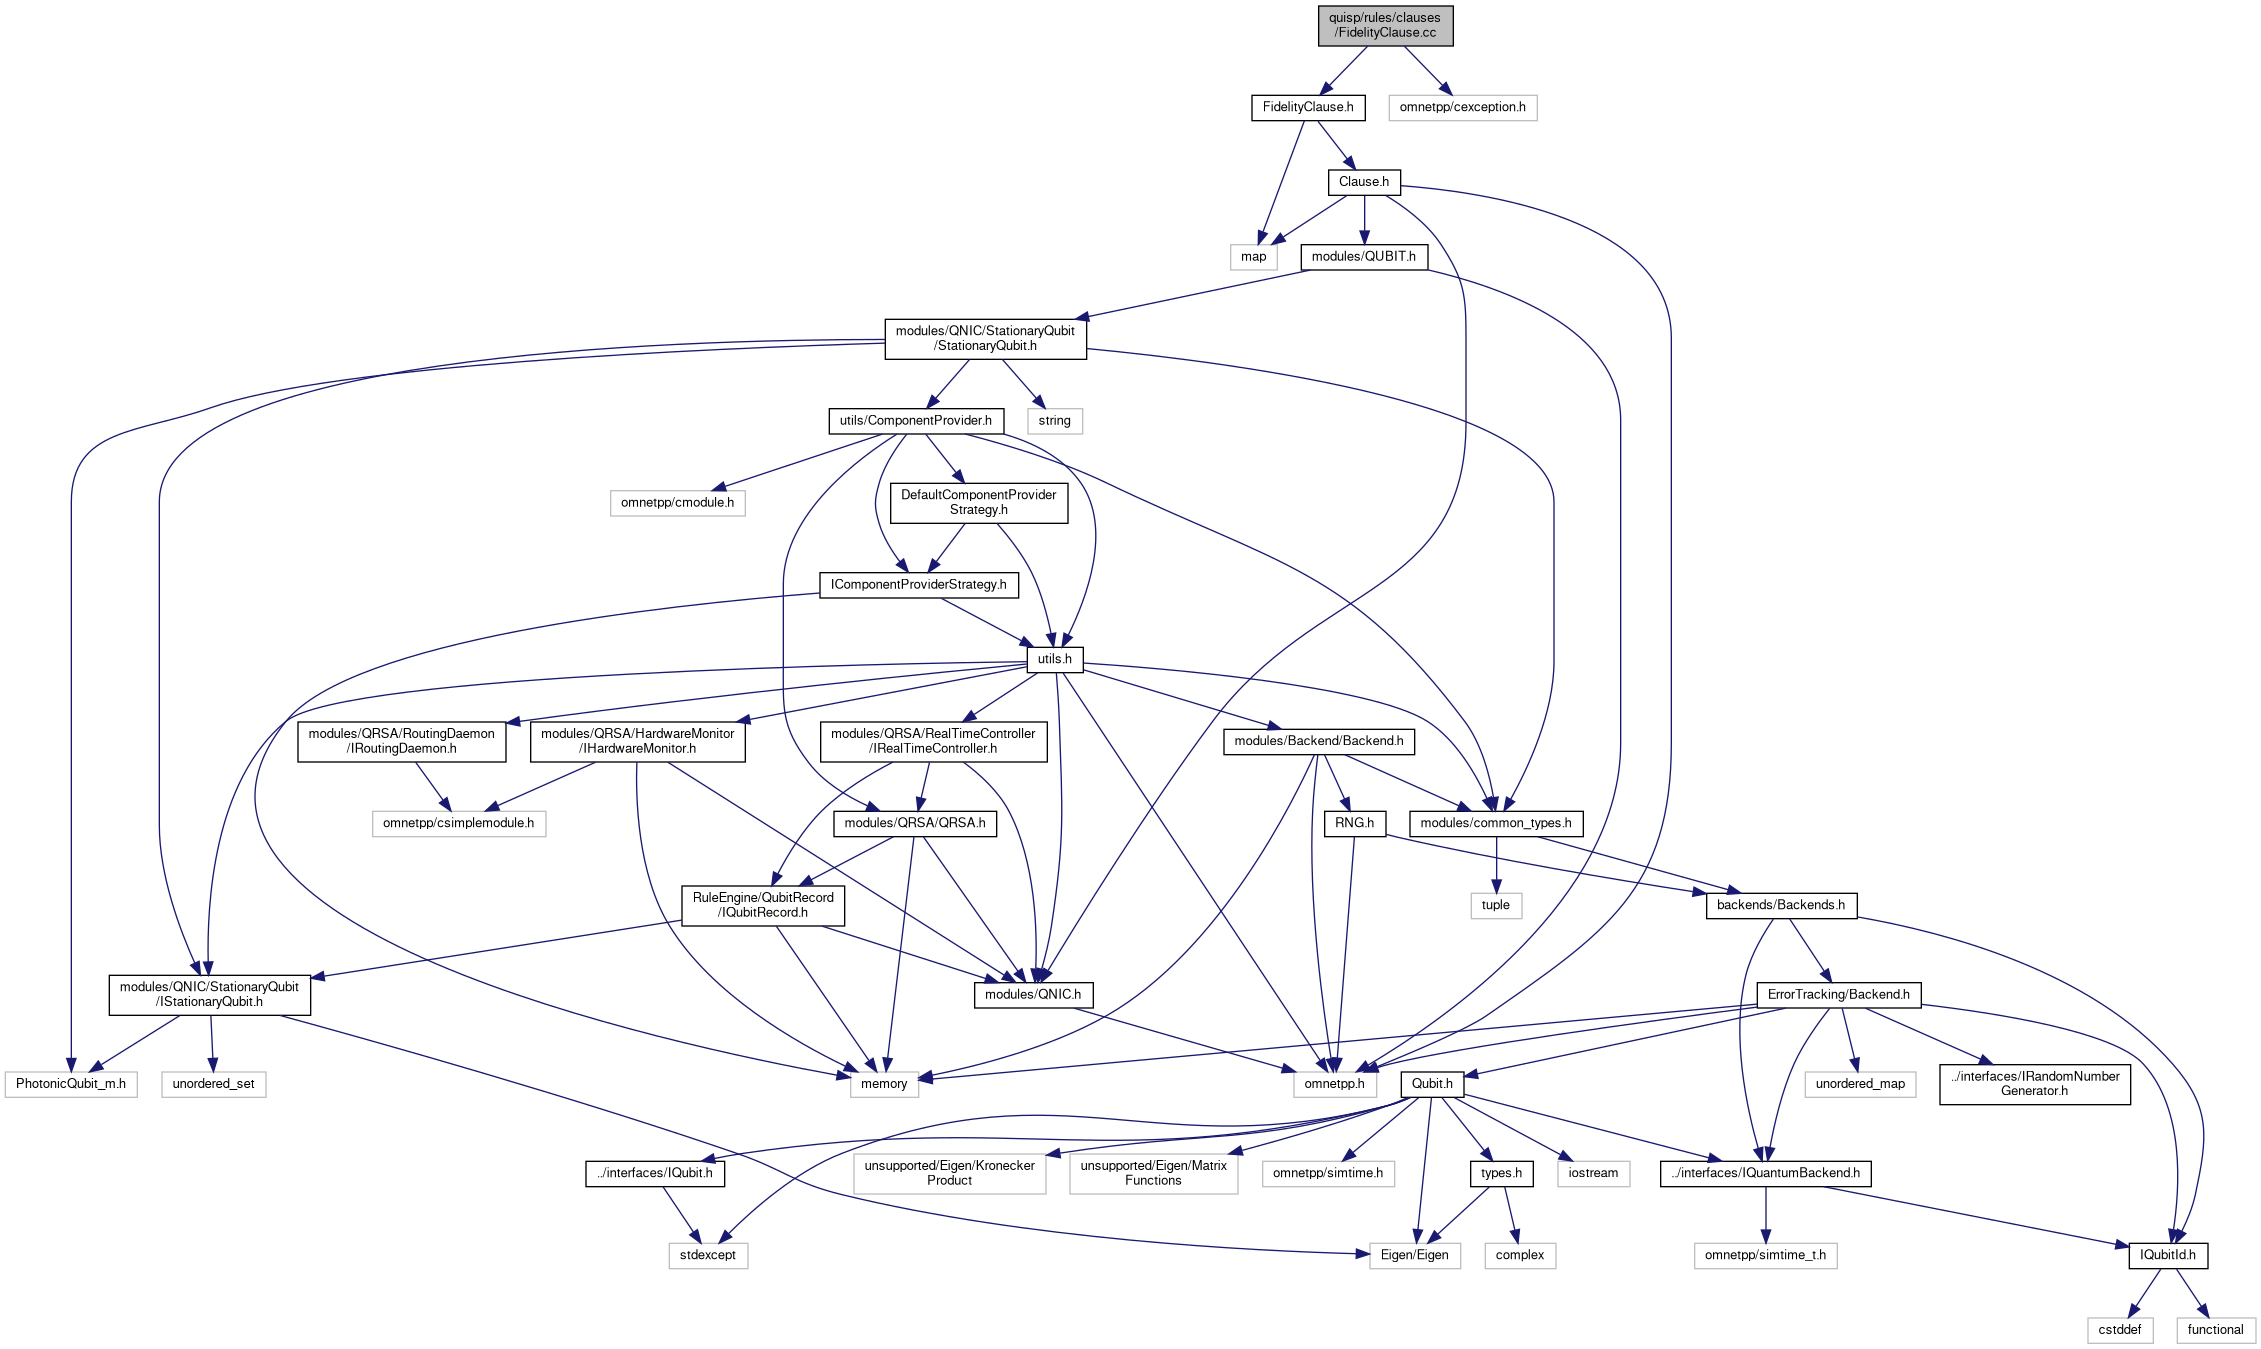 quisp/rules/clauses
/FidelityClause.cc
FidelityClause.h
omnetpp/cexception.h
Clause.h
map
modules/QUBIT.h
modules/QNIC/StationaryQubit
/StationaryQubit.h
utils/ComponentProvider.h
string
omnetpp/cmodule.h
DefaultComponentProvider
Strategy.h
IComponentProviderStrategy.h
utils.h
modules/QRSA/RoutingDaemon
/IRoutingDaemon.h
modules/QRSA/HardwareMonitor
/IHardwareMonitor.h
modules/QRSA/RealTimeController
/IRealTimeController.h
modules/Backend/Backend.h
omnetpp/csimplemodule.h
modules/QRSA/QRSA.h
RNG.h
modules/common_types.h
RuleEngine/QubitRecord
/IQubitRecord.h
tuple
backends/Backends.h
modules/QNIC/StationaryQubit
/IStationaryQubit.h
modules/QNIC.h
ErrorTracking/Backend.h
PhotonicQubit_m.h
unordered_set
memory
omnetpp.h
Qubit.h
unordered_map
../interfaces/IRandomNumber
Generator.h
../interfaces/IQubit.h
unsupported/Eigen/Kronecker
Product
unsupported/Eigen/Matrix
Functions
omnetpp/simtime.h
types.h
iostream
../interfaces/IQuantumBackend.h
stdexcept
Eigen/Eigen
complex
omnetpp/simtime_t.h
IQubitId.h
cstddef
functional